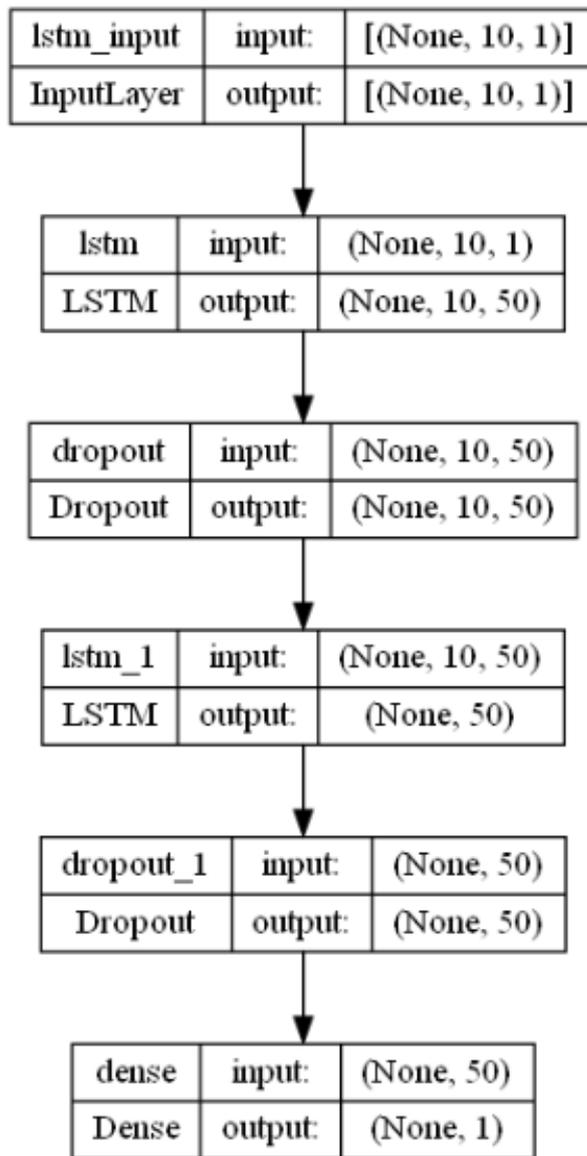 lstm_input input: [(None, 10, 1)]
InputLayer output: [(None, 10, 1)]
lstm input: (None, 10, 1)
LSTM output: (None, 10, 50)
dropout input: (None, 10, 50)
Dropout output: (None, 10, 50)
lstm_1 input: (None, 10, 50)
LSTM output: (None, 50)
dropout_1 input: (None, 50)
Dropout output: (None, 50)
dense input: (None, 50)
Dense output: (None, 1)